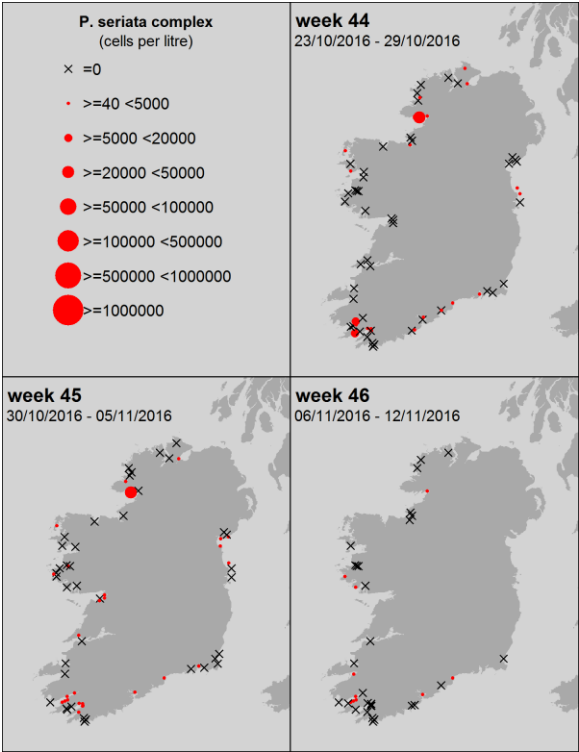 P. seriata complex
(cells per litre)
=0
>=40 <5000
>=5000 <20000
>=20000 <50000
>=50000 <100000
>=100000 <500000
>=500000 <1000000
>=1000000
week 44
23/10/2016 - 29/10/2016
week 45
30/10/2016 - 05/11/2016
week 46
06/11/2016 - 12/11/2016